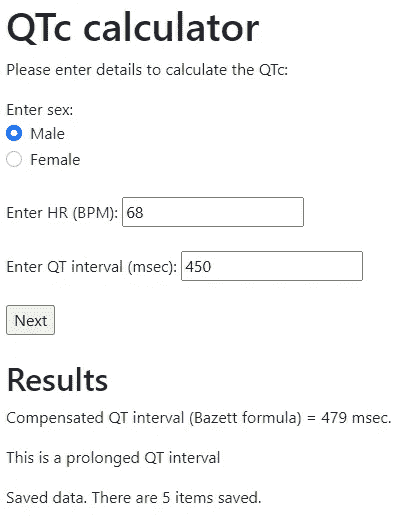 QTc calculator
Please enter details to calculate the QTc:
Enter sex:
Male
Female
Enter HR (BPM): 68
Enter QT interval (msec): 450
Next
Results
Compensated QT interval (Bazett formula) = 479 msec.
This is a prolonged QT interval
Saved data. There are 5 items saved.